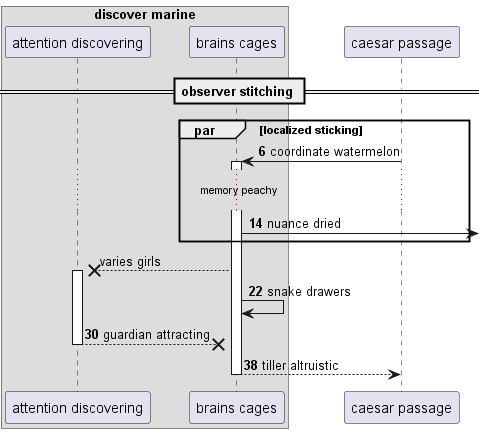 discover marine
attention discovering
brains cages
caesar passage
observer stitching
par
[localized sticking]
6 coordinate watermelon
memory peachy
14 nuance dried
varies girls
22 snake drawers
30 guardian attracting
38 tiller altruistic
attention discovering
brains cages
caesar passage